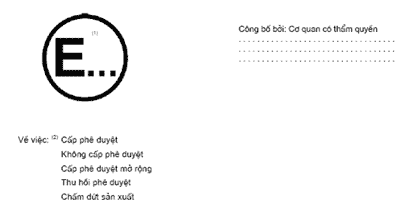 (1)
E...
Công bố bởi: Cơ quan có thẩm quyền
. . . . . . . . . . . . . . . . . . . . . . . . . . . . . . . . . . .
. . . . . . . . . . . . . . . . . . . . . . . . . . . . . . . . . . .
. . . . . . . . . . . . . . . . . . . . . . . . . . . . . . . . . . .
Về việc: (2) Cấp phê duyệt
Không cấp phê duyệt
Cấp phê duyệt mở rộng
Thu hồi phê duyệt
Chấm dứt sản xuất